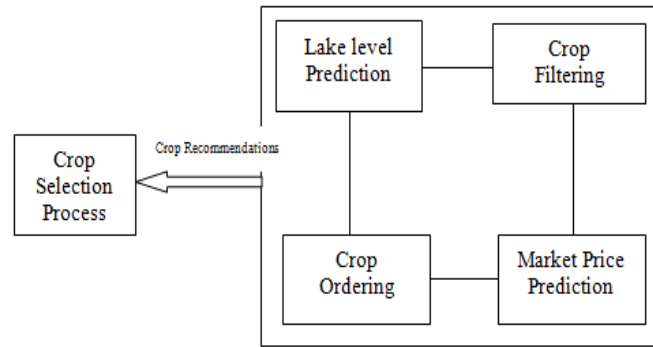 Lake level
Prediction
Crop
Filtering
Crop Recommendations
Crop
Selection
Process
Crop
Ordering
Market Price
Prediction